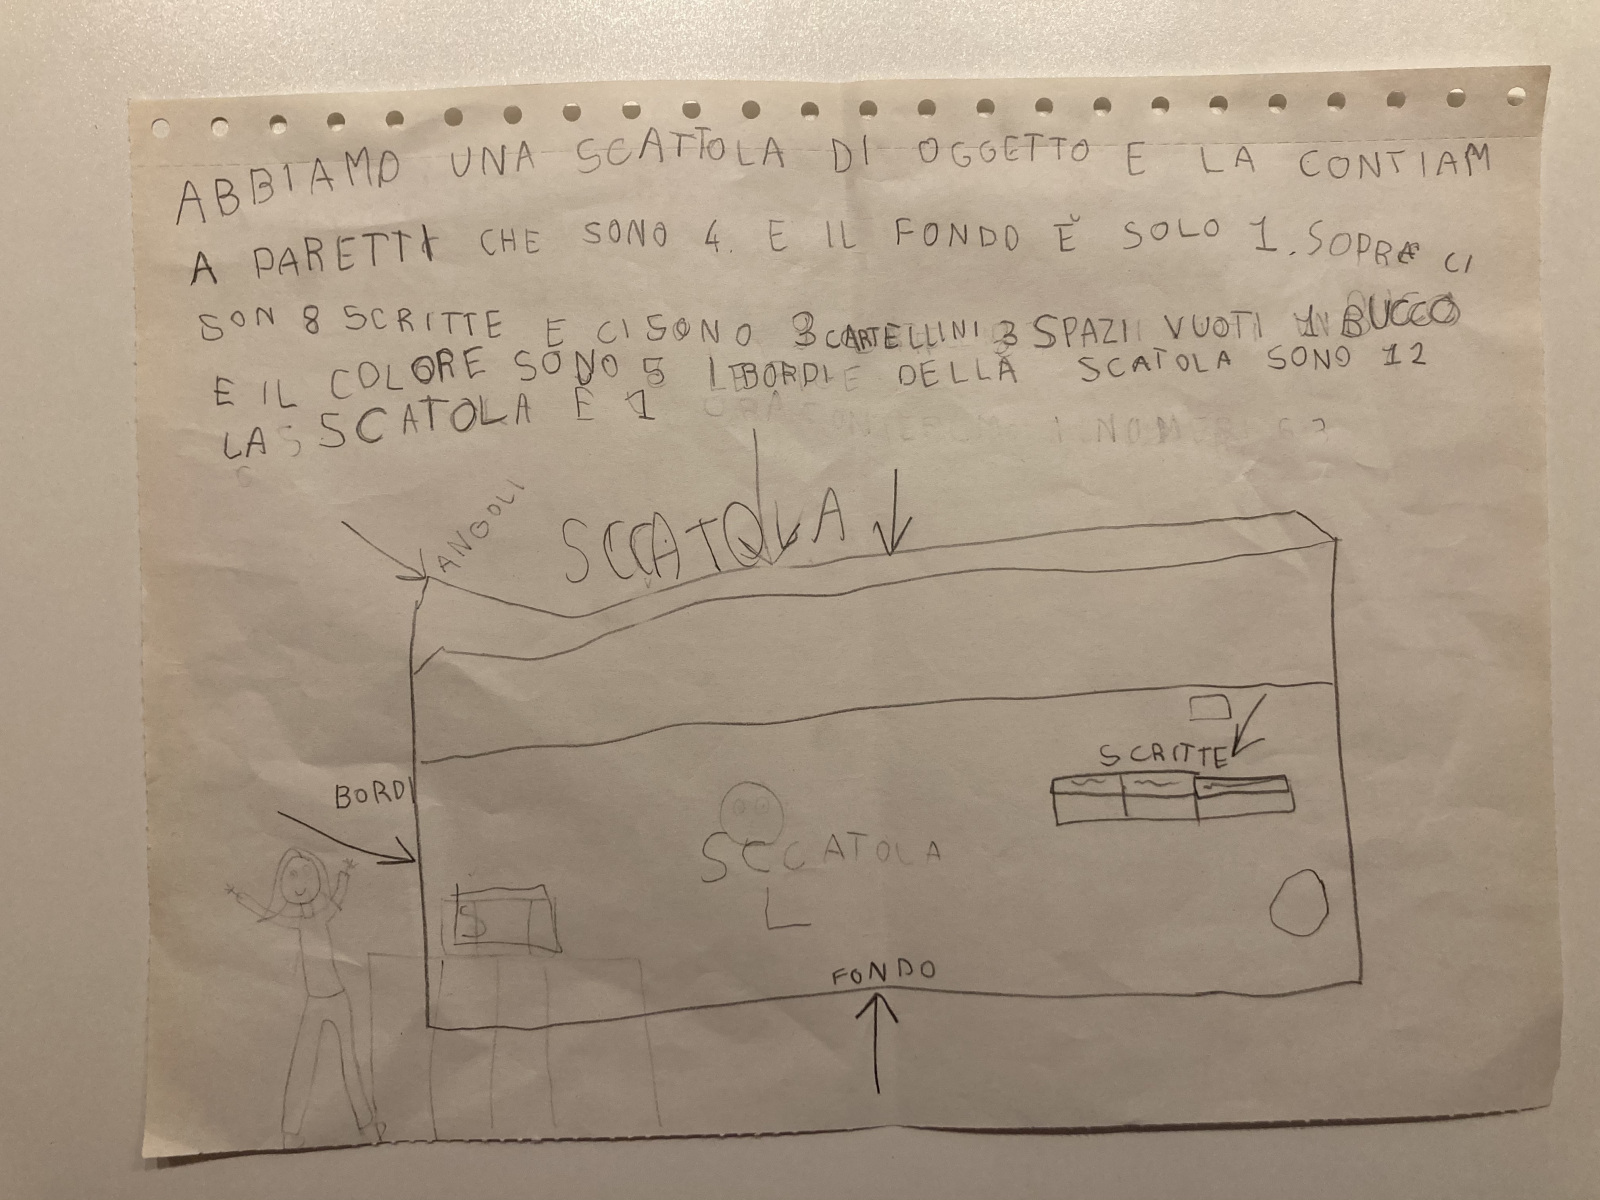 ABBIAMO UNA SCATTOLA DI OGGETTO E LA CONTIAM
A PARETTI CHE SONO 4. E IL FONDO È SOLO 1. SOPRA CI
SON 8 SCRITTE E CI SONO 3 CARTELLINI 3 SPAZI VUOTI 1 BUCCO
E IL COLORE SONO 5 I BORDI DELLA SCATOLA SONO 12
LA SCATOLA E 1
ANGOLI
SCCATOLA
SCRITTE
BORDI
SCCATOLA
L
S
FONDO